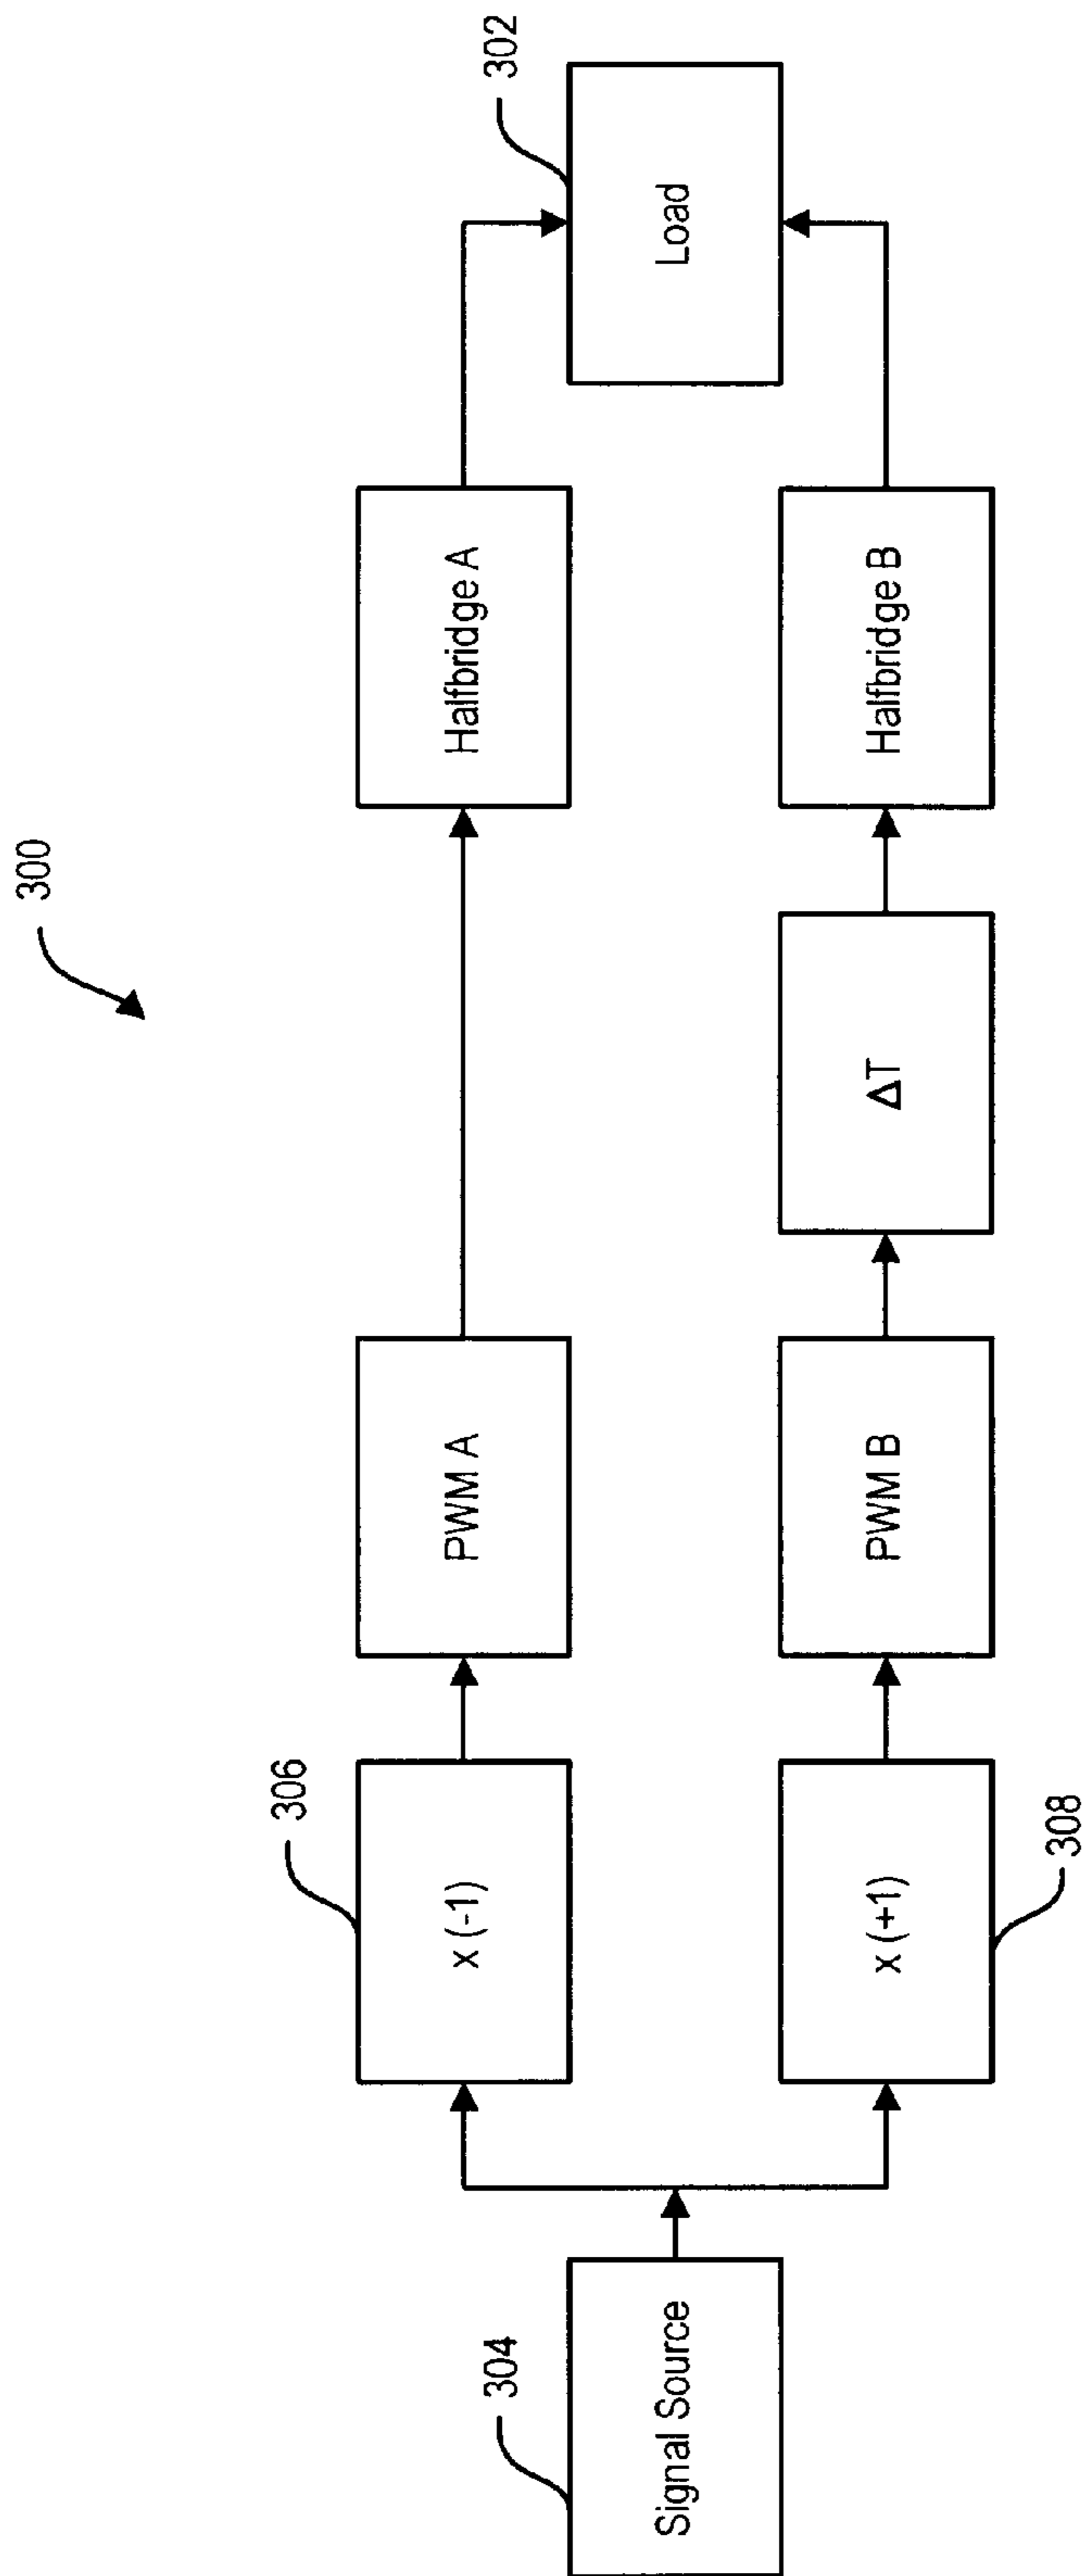 300
304
Signal Source
306
x (-1)
x (+1)
308
PWM A
PWM B
ΔT
Halfbridge A
Halfbridge B
302
Load